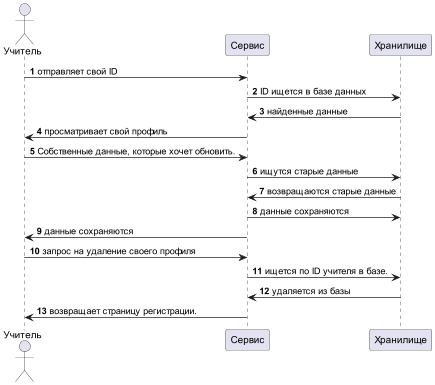 Учитель
Сервис
Хранилище
1 отправляет свой ID
2 ID ищется в базе данных
3 найденные данные
4 просматривает свой профиль
5 Собственные данные, которые хочет обновить.
6 ищутся старые данные
7 возвращаются старые данные
8 данные сохраняются
9 данные сохраняются
10 запрос на удаление своего профиля
11 ищется по ID учителя в базе.
12 удаляется из базы
13 возвращает страницу регистрации.
Учитель
Сервис
Хранилище